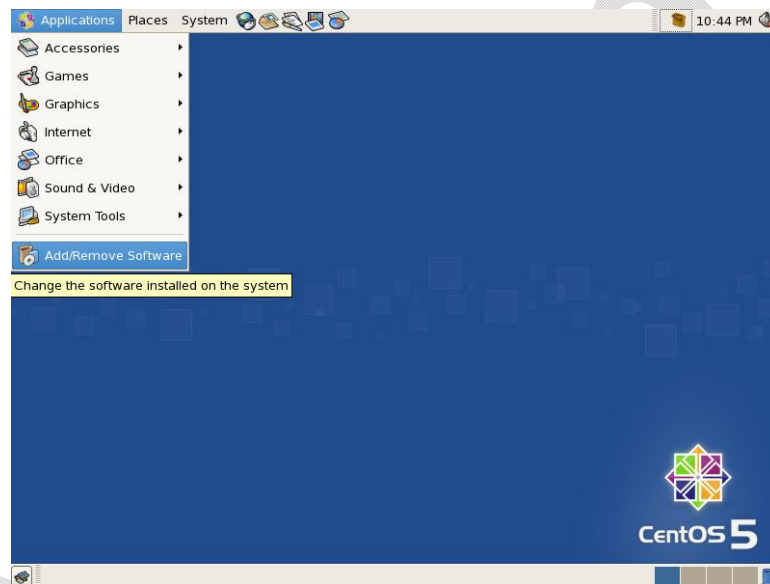 Applications Places System 10:44 PM
Accessories
Games
Graphics
Internet
Office
Sound & Video
System Tools
Add/Remove Software
Change the software installed on the system
CentOS 5